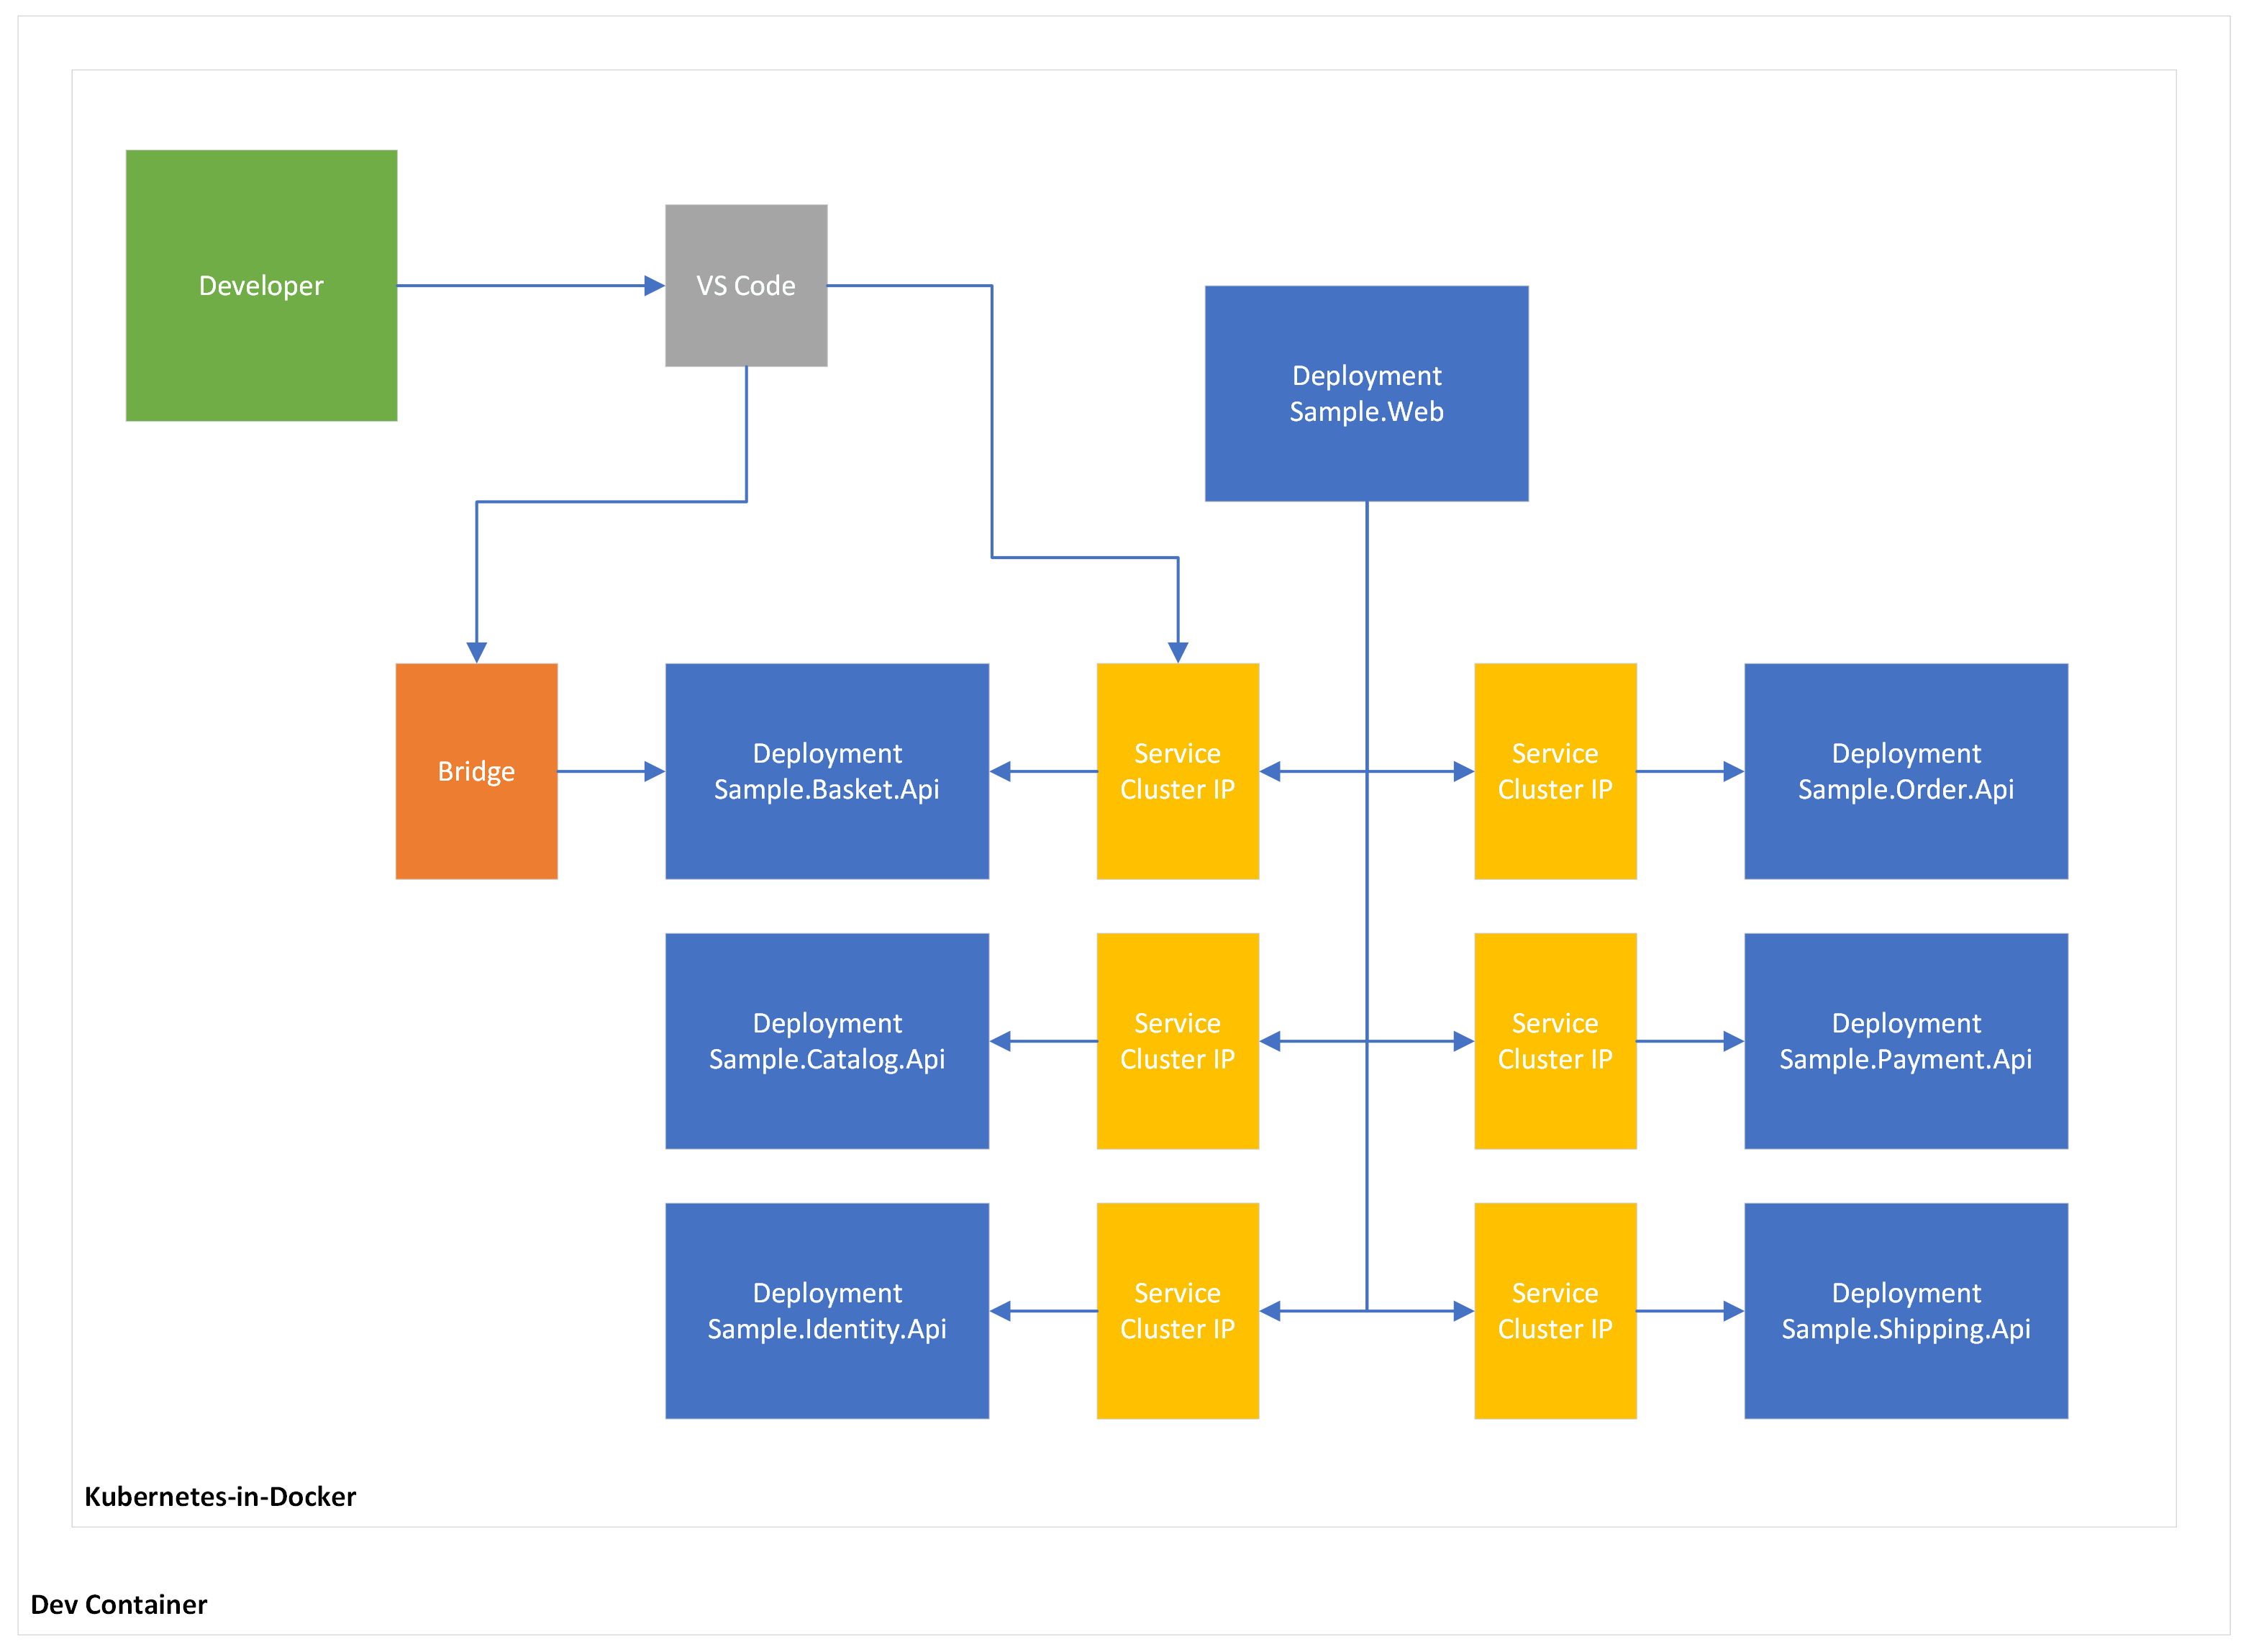 Developer
VS Code
Deployment
Sample.Web
Bridge
Deployment
Sample.Basket.Api
Service
Cluster IP
Service
Cluster IP
Deployment
Sample.Order.Api
Deployment
Sample.Catalog.Api
Service
Cluster IP
Service
Cluster IP
Deployment
Sample.Payment.Api
Deployment
Sample.Identity.Api
Service
Cluster IP
Service
Cluster IP
Deployment
Sample.Shipping.Api
Kubernetes-in-Docker
Dev Container